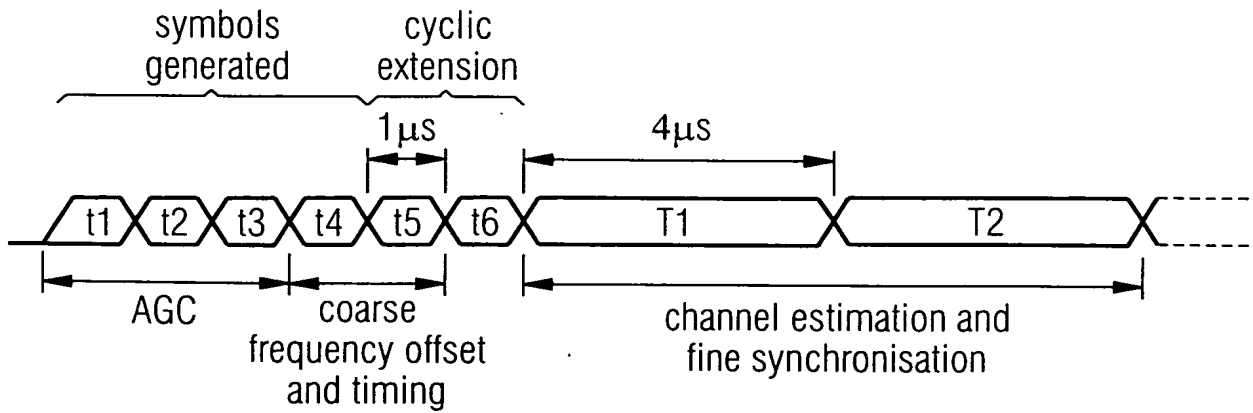 symbols
generated
cyclic
extension
1µs
4µs
t1 t2 t3 t4 t5 t6 T1 T2
AGC
coarse
frequency offset
and timing
channel estimation and
fine synchronisation